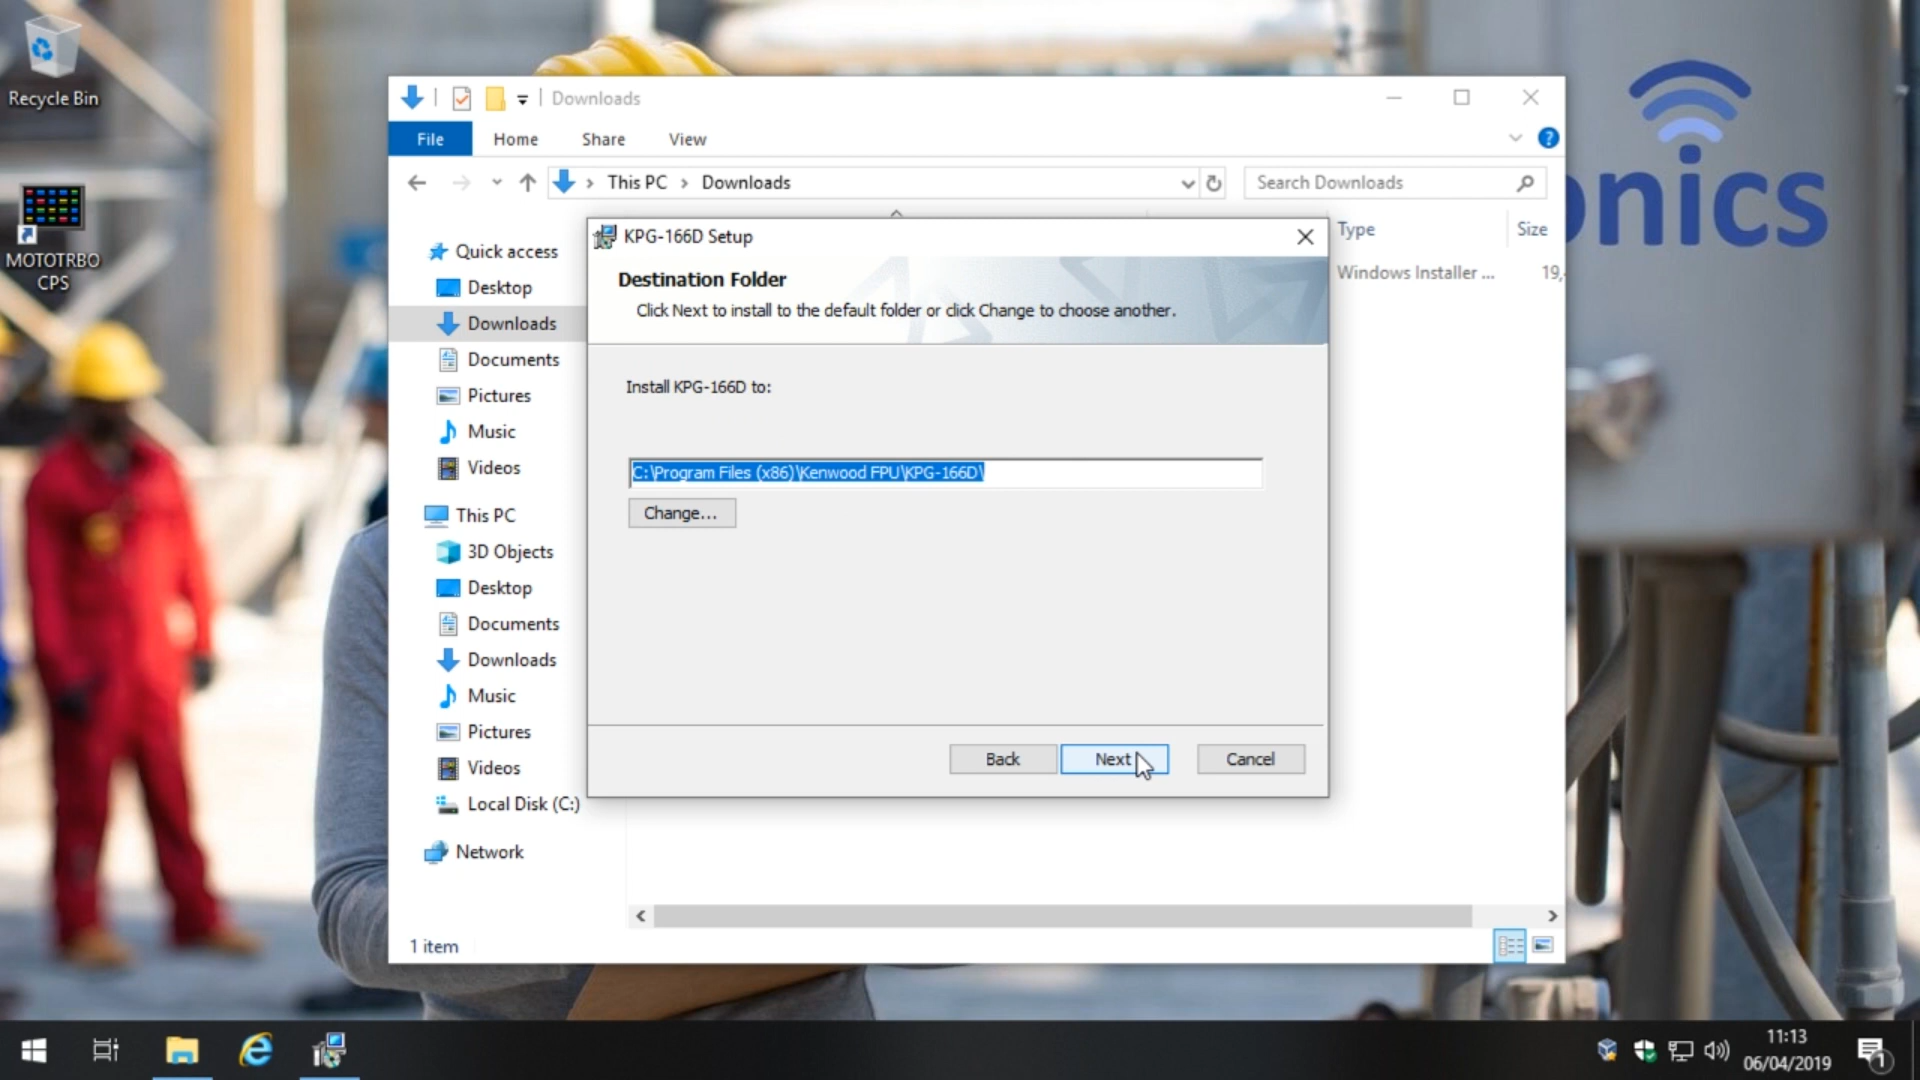 Recycle Bin
MOTOTRBO
CPS
onics
Downloads
File Home Share View
This PC Downloads
Search Downloads
Quick access
Desktop
Downloads
Documents
Pictures
Music
Videos
This PC
3D Objects
Desktop
Documents
Downloads
Music
Pictures
Videos
Local Disk (C:)
Network
Type Size
Windows Installer ... 19,
1 item
KPG-166D Setup
Destination Folder
Click Next to install to the default folder or click Change to choose another.
Install KPG-166D to:
C:\Program Files (x86)\Kenwood FPU\KPG-166D\
Change...
Back Next Cancel
11:13
06/04/2019
1